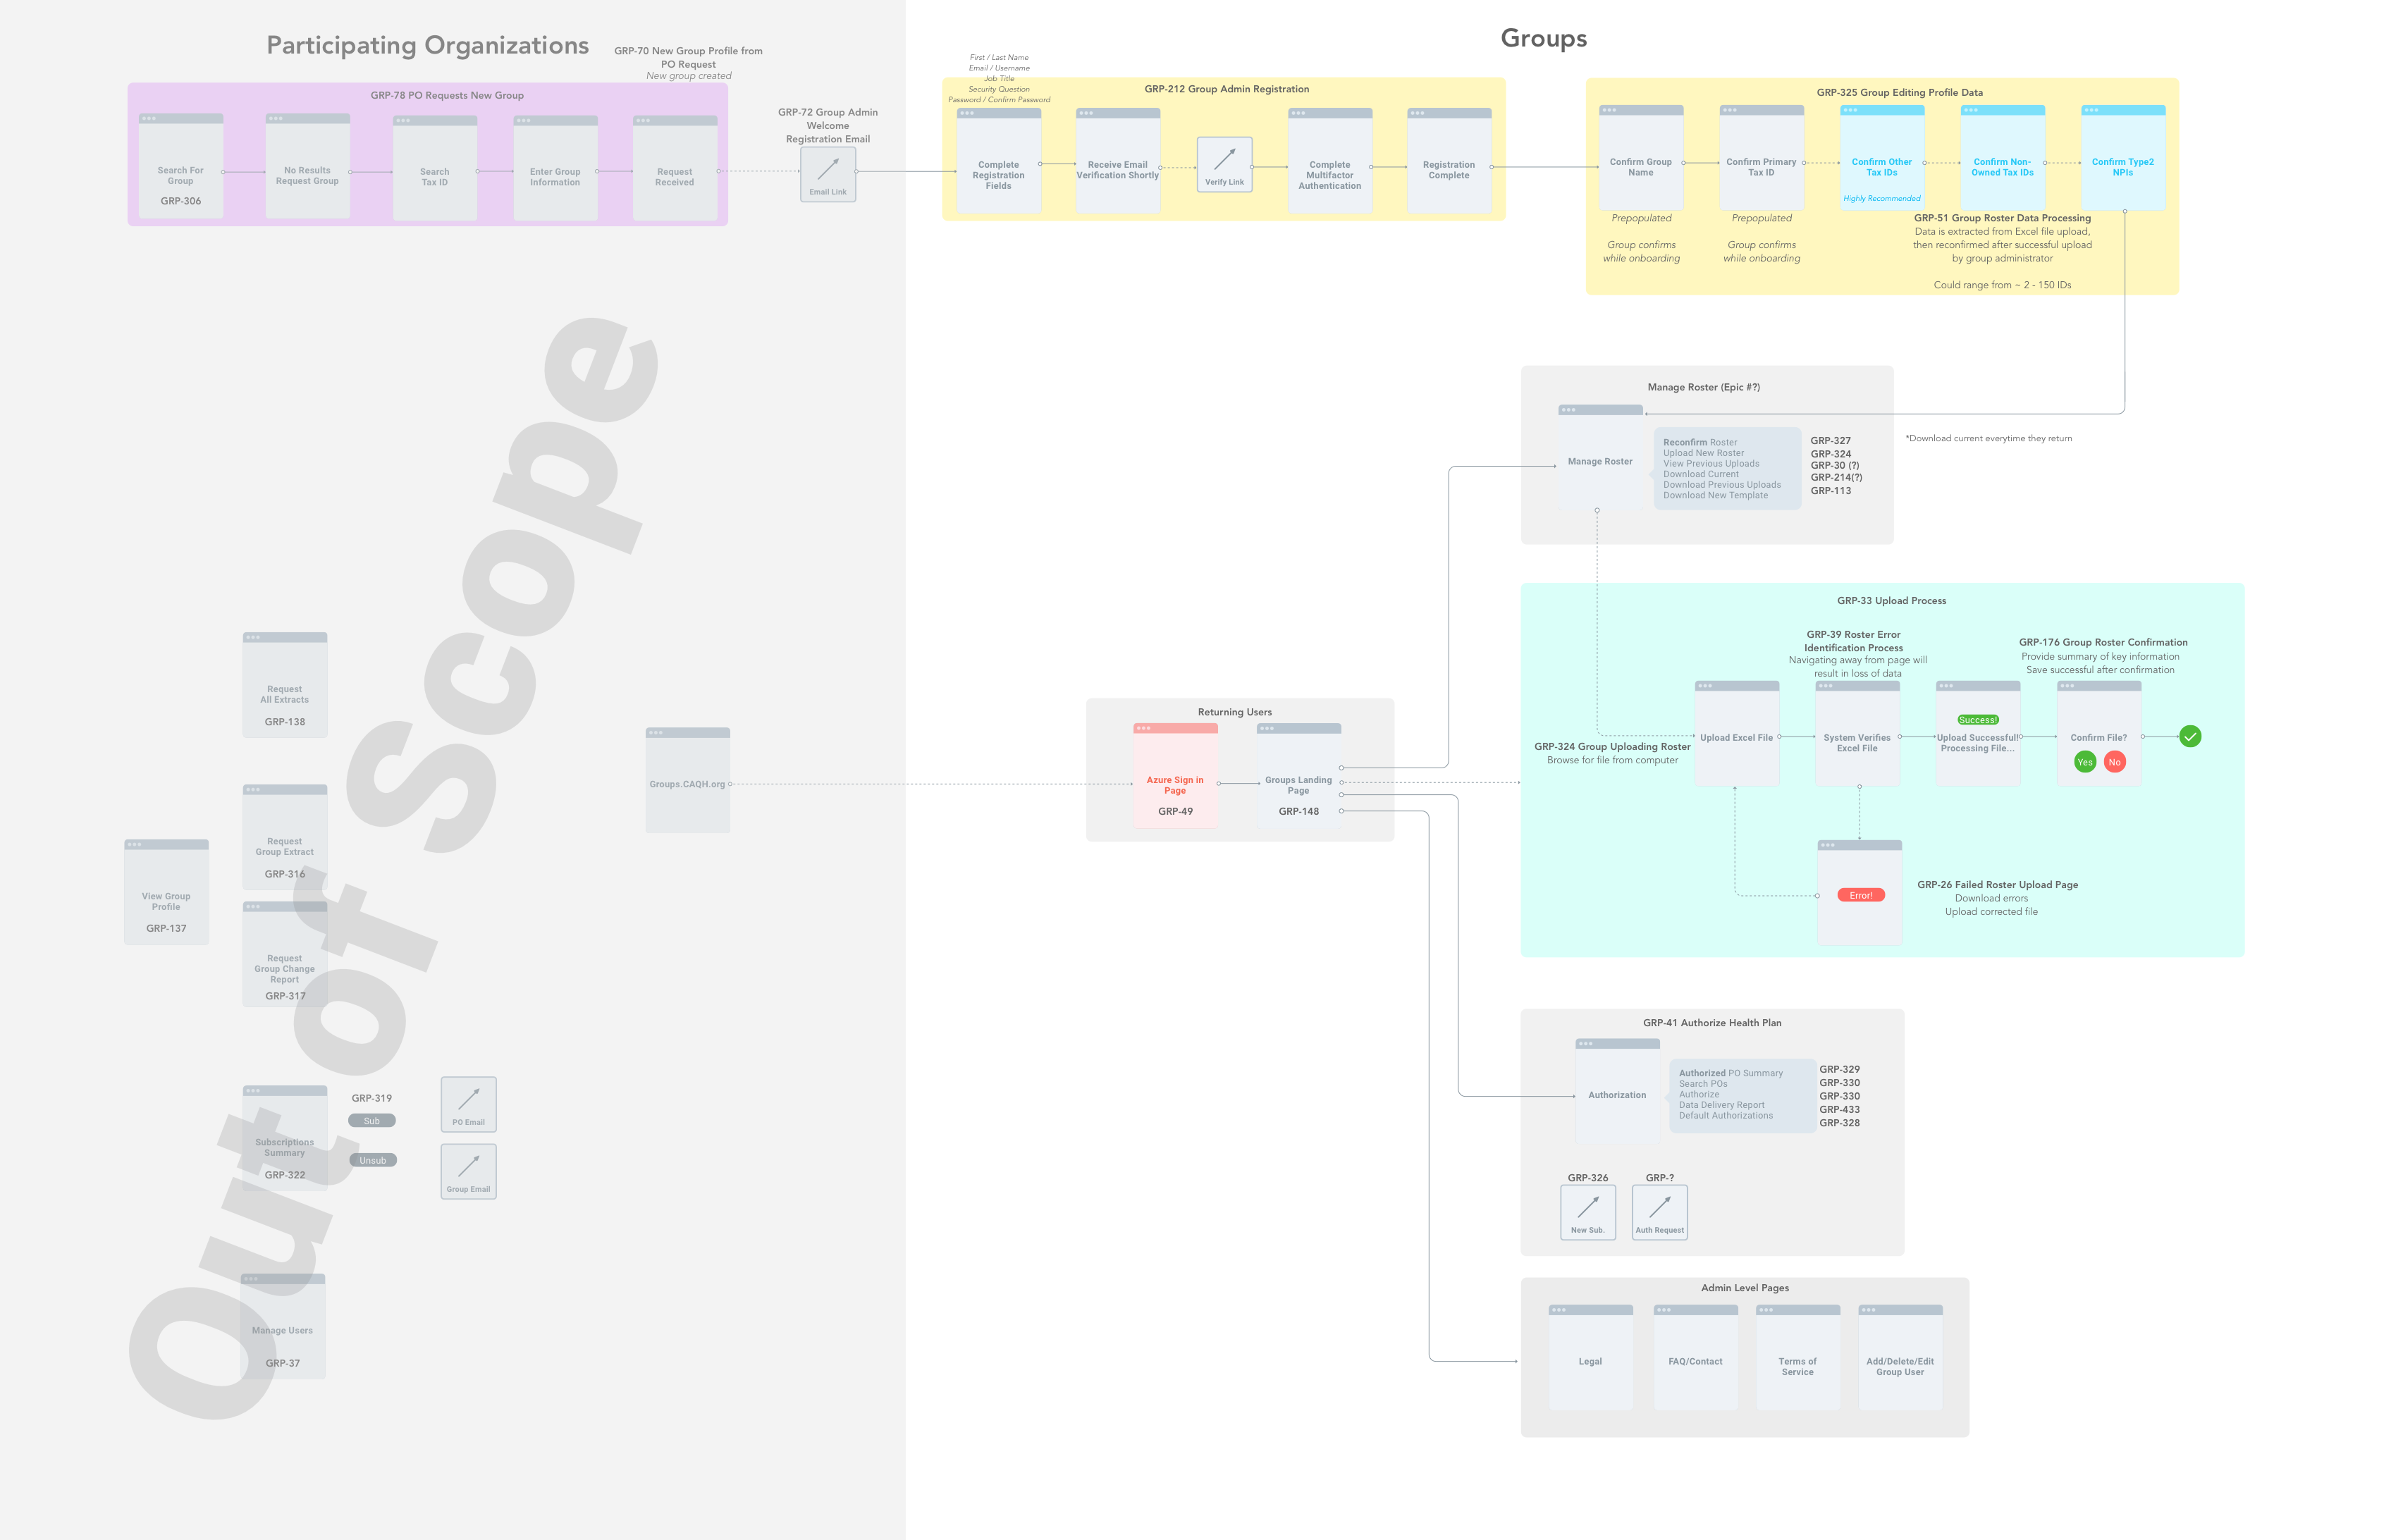 Participating Organizations
GRP-70 New Group Profile from
PO Request
New group created
GRP-78 PO Requests New Group
Search For
Group
GRP-306
No Results
Request Group
Search
Tax ID
Enter Group
Information
Request
Received
GRP-72 Group Admin
Welcome
Registration Email
Email Link
Out of Scope
Request
All Extracts
GRP-138
Request
Group Extract
GRP-316
View Group
Profile
GRP-137
Request
Group Change
Report
GRP-317
Groups.CAQH.org
Subscriptions
Summary
GRP-322
GRP-319
Sub
Unsub
PO Email
Group Email
Manage Users
GRP-37
Groups
First / Last Name
Email / Username
Job Title
Security Question
Password / Confirm Password
GRP-212 Group Admin Registration
Complete
Registration
Fields
Receive Email
Verification Shortly
Verify Link
Complete
Multifactor
Authentication
Registration
Complete
GRP-325 Group Editing Profile Data
Confirm Group
Name
Prepopulated
Group confirms
while onboarding
Confirm Primary
Tax ID
Prepopulated
Group confirms
while onboarding
Confirm Other
Tax IDs
Highly Recommended
Confirm Non-
Owned Tax IDs
Confirm Type2
NPIs
GRP-51 Group Roster Data Processing
Data is extracted from Excel file upload,
then reconfirmed after successful upload
by group administrator
Could range from ~ 2 - 150 IDs
Manage Roster (Epic #?)
Manage Roster
Reconfirm Roster
Upload New Roster
View Previous Uploads
Download Current
Download Previous Uploads
Download New Template
GRP-327
GRP-324
GRP-30 (?)
GRP-214(?)
GRP-113
*Download current everytime they return
Returning Users
Azure Sign in
Page
GRP-49
Groups Landing
Page
GRP-148
GRP-33 Upload Process
GRP-324 Group Uploading Roster
Browse for file from computer
Upload Excel File
GRP-39 Roster Error
Identification Process
Navigating away from page will
result in loss of data
System Verifies
Excel File
Success!
Upload Successful!
Processing File...
GRP-176 Group Roster Confirmation
Provide summary of key information
Save successful after confirmation
Confirm File?
Yes
No
Error!
GRP-26 Failed Roster Upload Page
Download errors
Upload corrected file
GRP-41 Authorize Health Plan
Authorization
Authorized PO Summary
Search POs
Authorize
Data Delivery Report
Default Authorizations
GRP-329
GRP-330
GRP-330
GRP-433
GRP-328
GRP-326
New Sub.
GRP-?
Auth Request
Admin Level Pages
Legal
FAQ/Contact
Terms of
Service
Add/Delete/Edit
Group User